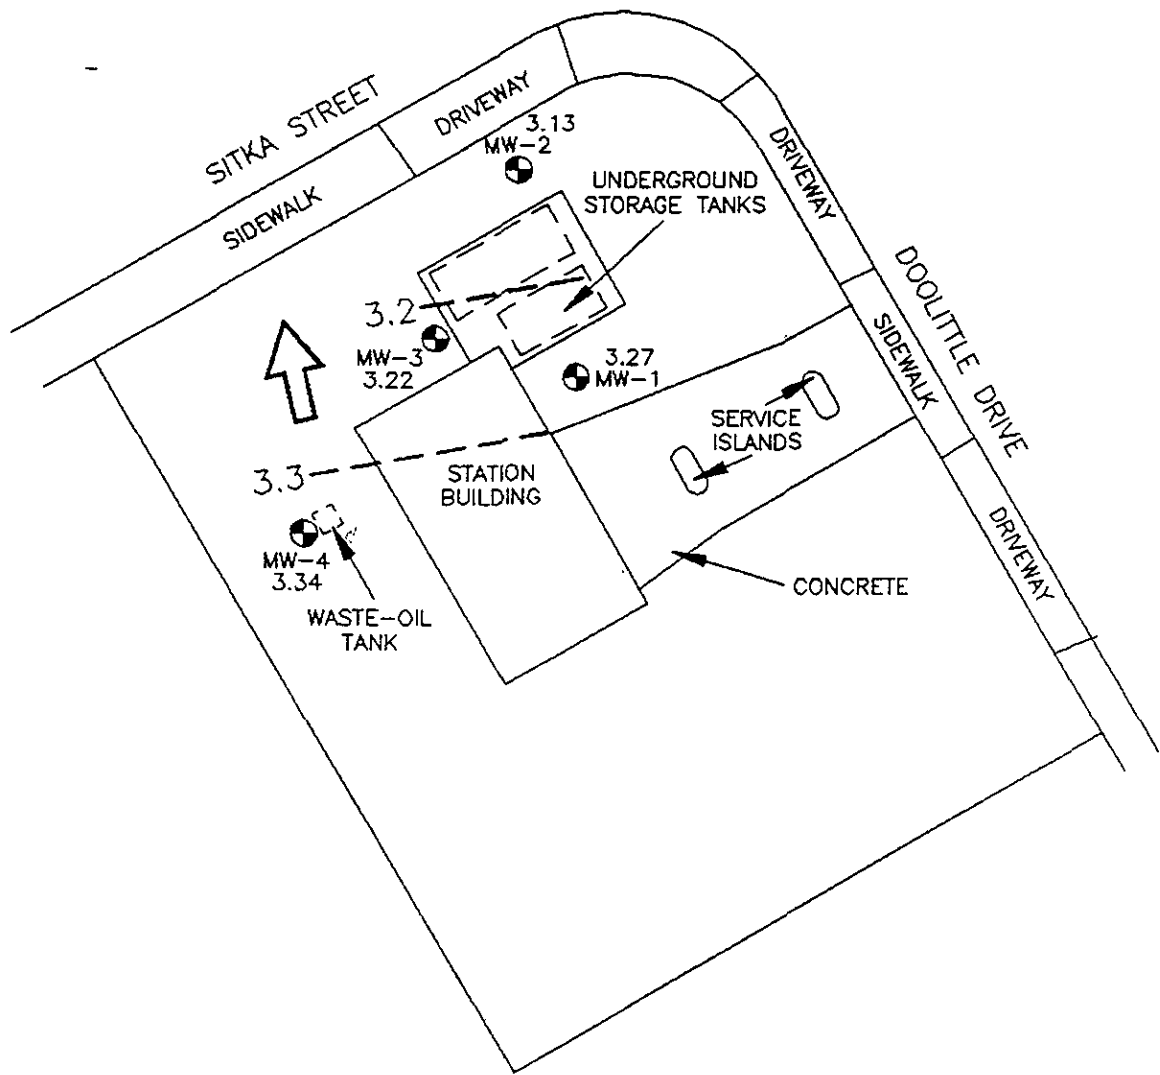 SITKA STREET
DRIVEWAY
3.13
MW-2
SIDEWALK
UNDERGROUND
STORAGE TANKS
DRIVEWAY
DOOLITTLE DRIVE
3.2
MW-3
3.22
3.27
MW-1
SIDEWALK
SERVICE
ISLANDS
3.3
STATION
BUILDING
MW-4
3.34
WASTE-OIL
TANK
CONCRETE
DRIVEWAY